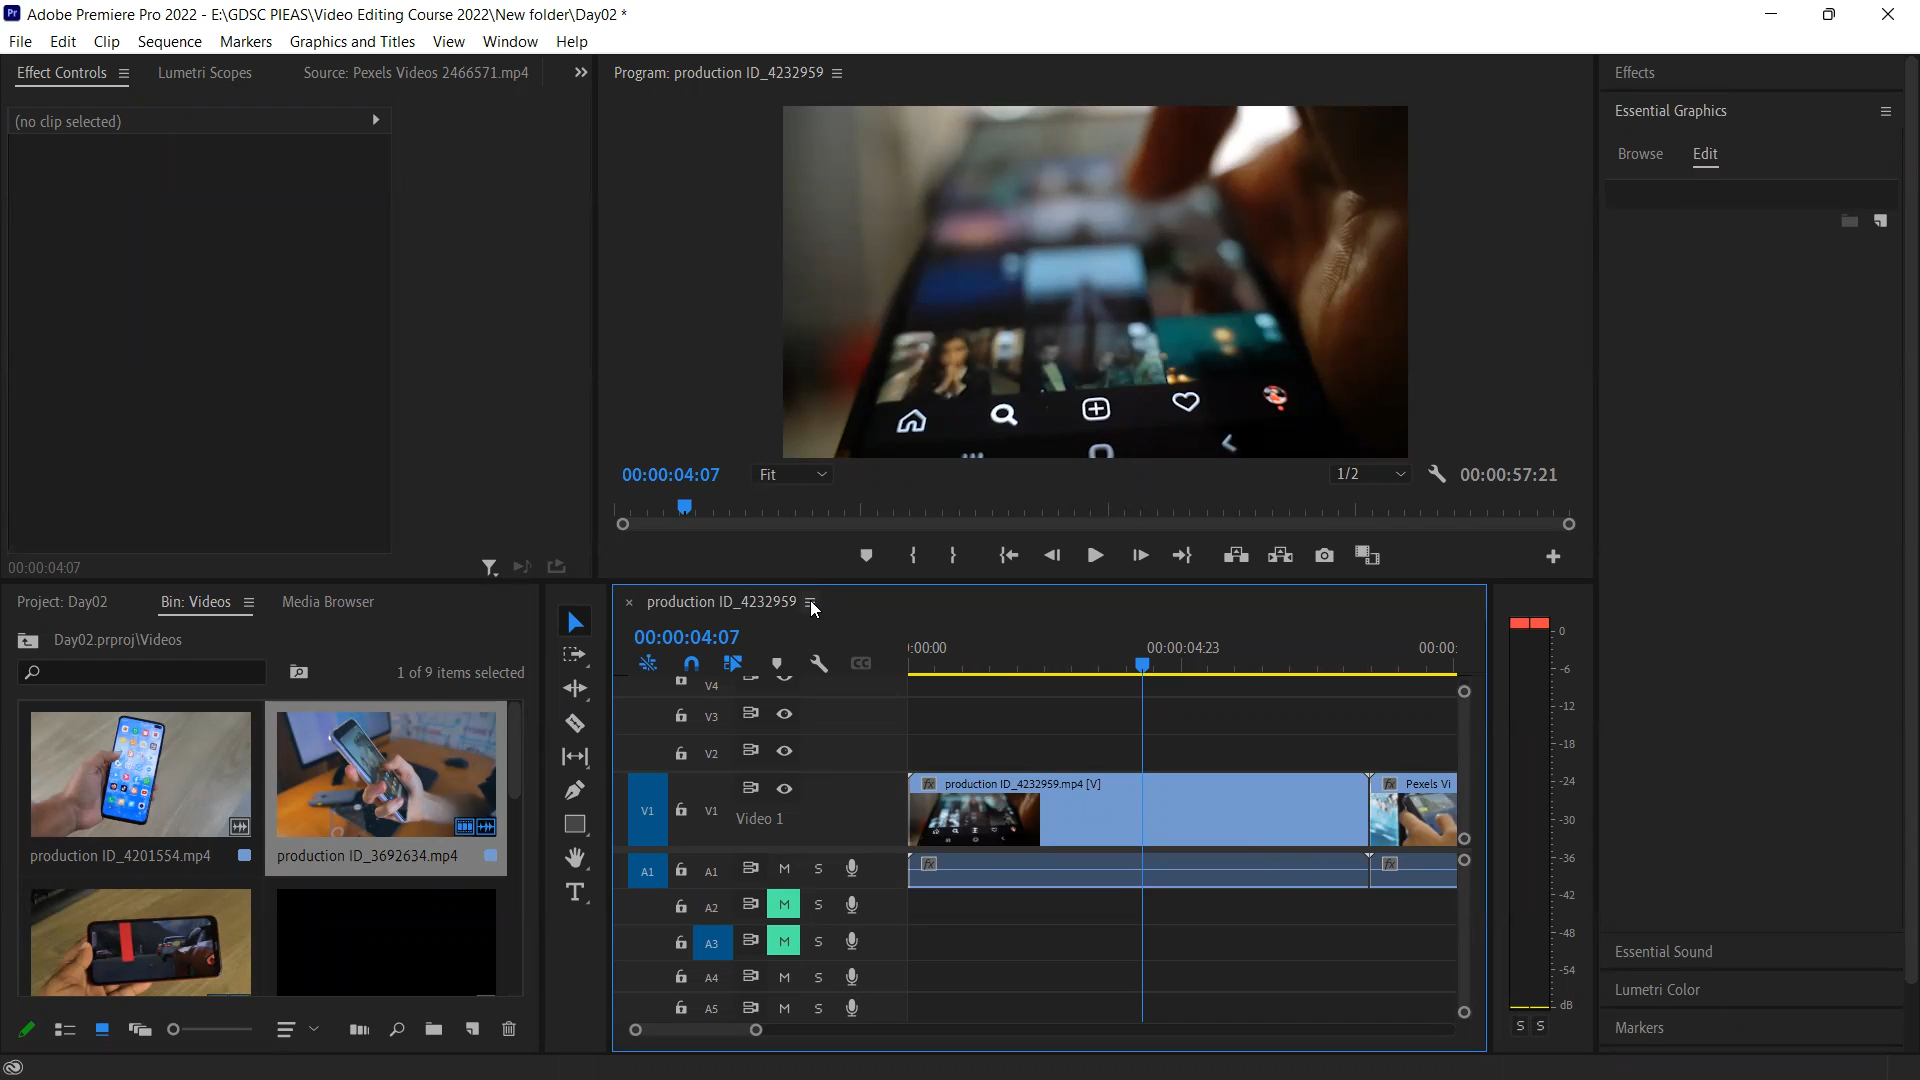 Pr Adobe Premiere Pro 2022 - E:\GDSC PIEAS\Video Editing Course 2022\New folder\Day02 *
File Edit Clip Sequence Markers Graphics and Titles View Window Help
Effect Controls Lumetri Scopes Source: Pexels Videos 2466571.mp4
Program: production ID_4232959
Effects
(no clip selected)
Essential Graphics
Browse Edit
00:00:04:07 Fit 1/2 00:00:57:21
00:00:04:07
Project: Day02 Bin: Videos Media Browser
Day02.prproj\Videos
1 of 9 items selected
production ID_4201554.mp4
production ID_3692634.mp4
production ID_4232959
00:00:04:07
:00:00 00:00:04:23 00:00:
CC
V4
V3
V2
V1 V1 Video 1
production ID_4232959.mp4 [V]
fx
fx Pexels Vi
A1 A1 M S
fx fx
A2 M S
A3 M S
A4 M S
A5 M S
T
0
-6
-12
-18
-24
-30
-36
-42
-48
-54
dB
S S
Essential Sound
Lumetri Color
Markers